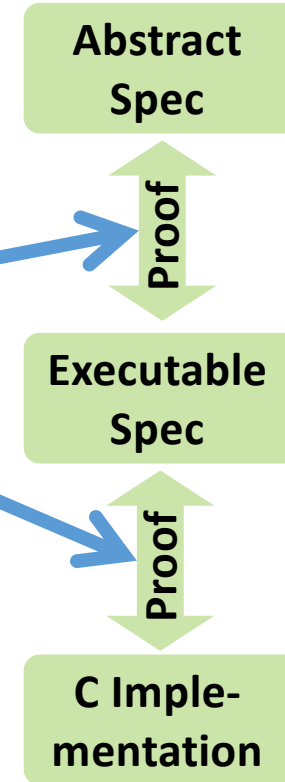 Abstract
Spec
Proof
Executable
Spec
Proof
C Imple-
mentation